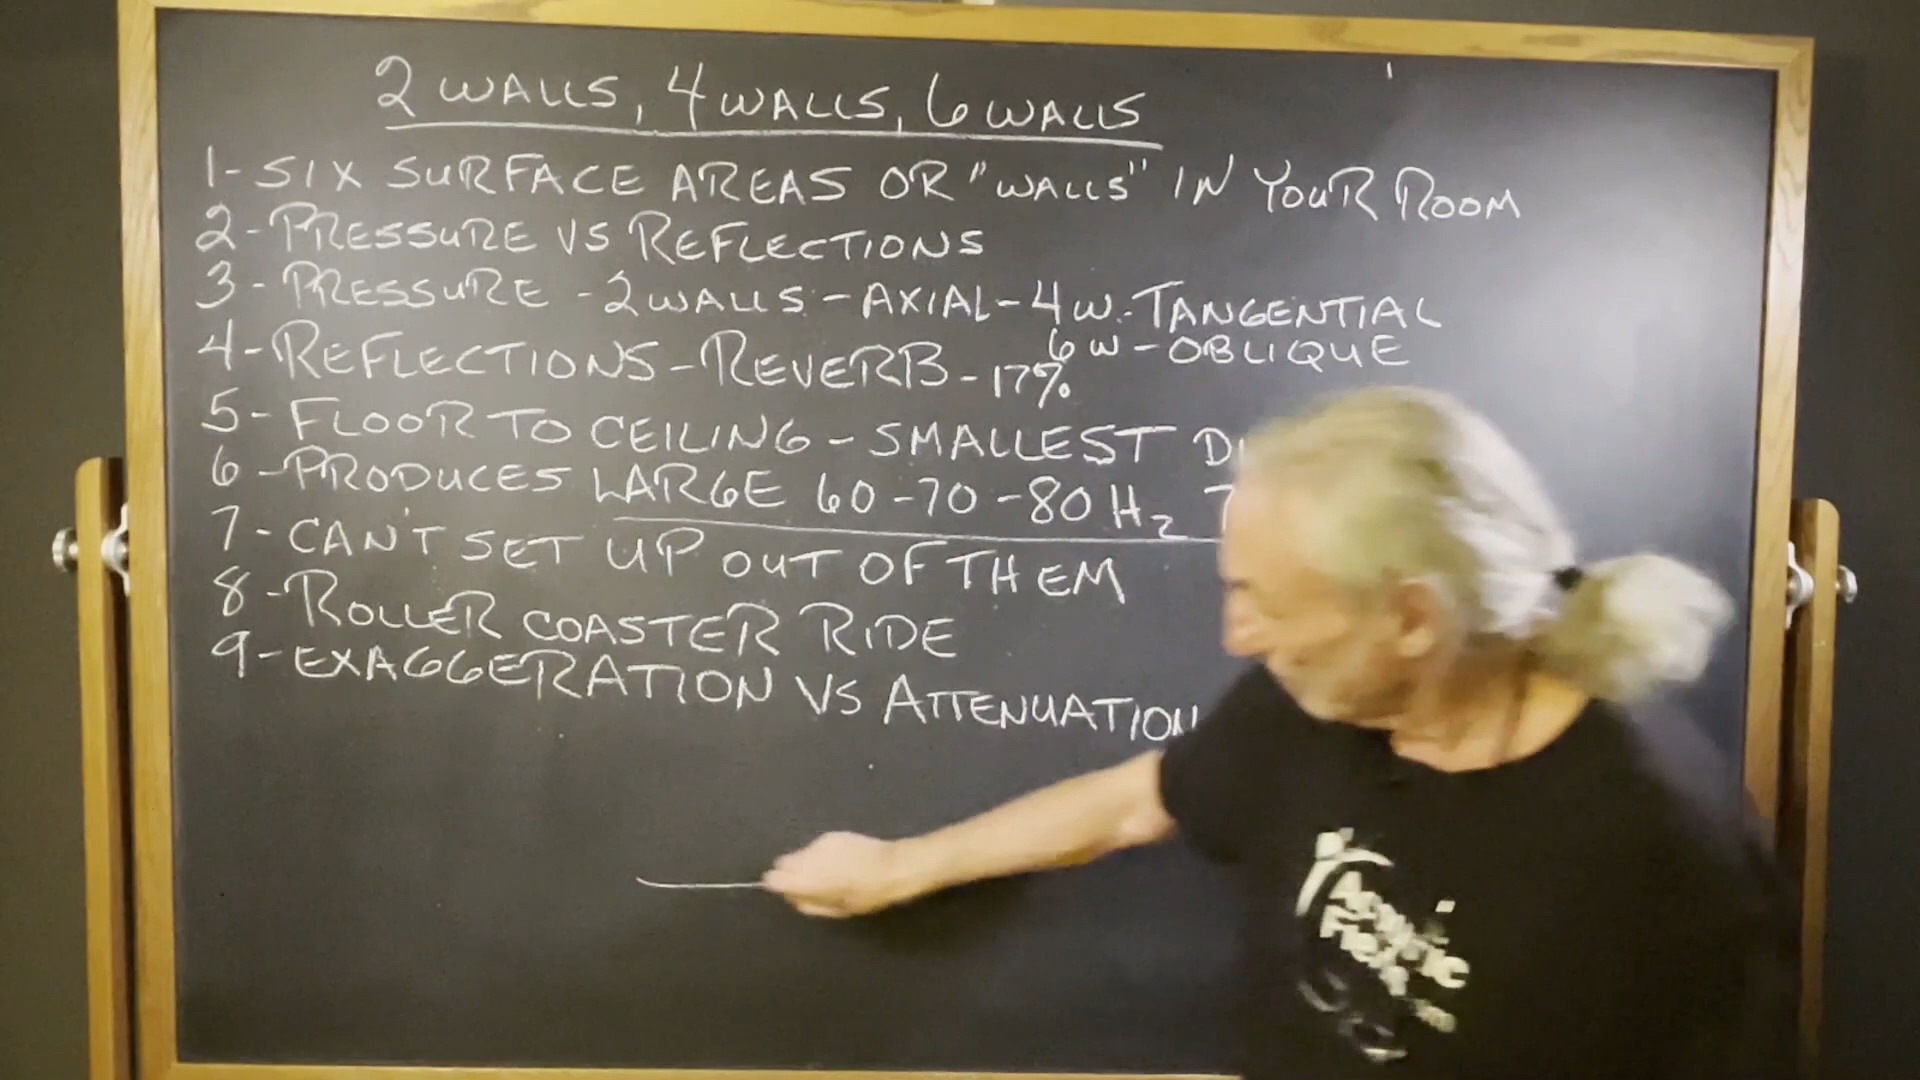 2 WALLS, 4 WALLS, 6 WALLS
1- SIX SURFACE AREAS OR "WALLS" IN YOUR ROOM
2- PRESSURE VS REFLECTIONS
3- PRESSURE - 2 WALLS - AXIAL - 4 W. - TANGENTIAL
6 W - OBLIQUE
4- REFLECTIONS - REVERB - 17%
5- FLOOR TO CEILING - SMALLEST
6- PRODUCES LARGE 60 - 70 - 80 HZ
7- CAN'T SET UP OUT OF THEM
8- ROLLER COASTER RIDE
9- EXAGGERATION VS ATTENUATION